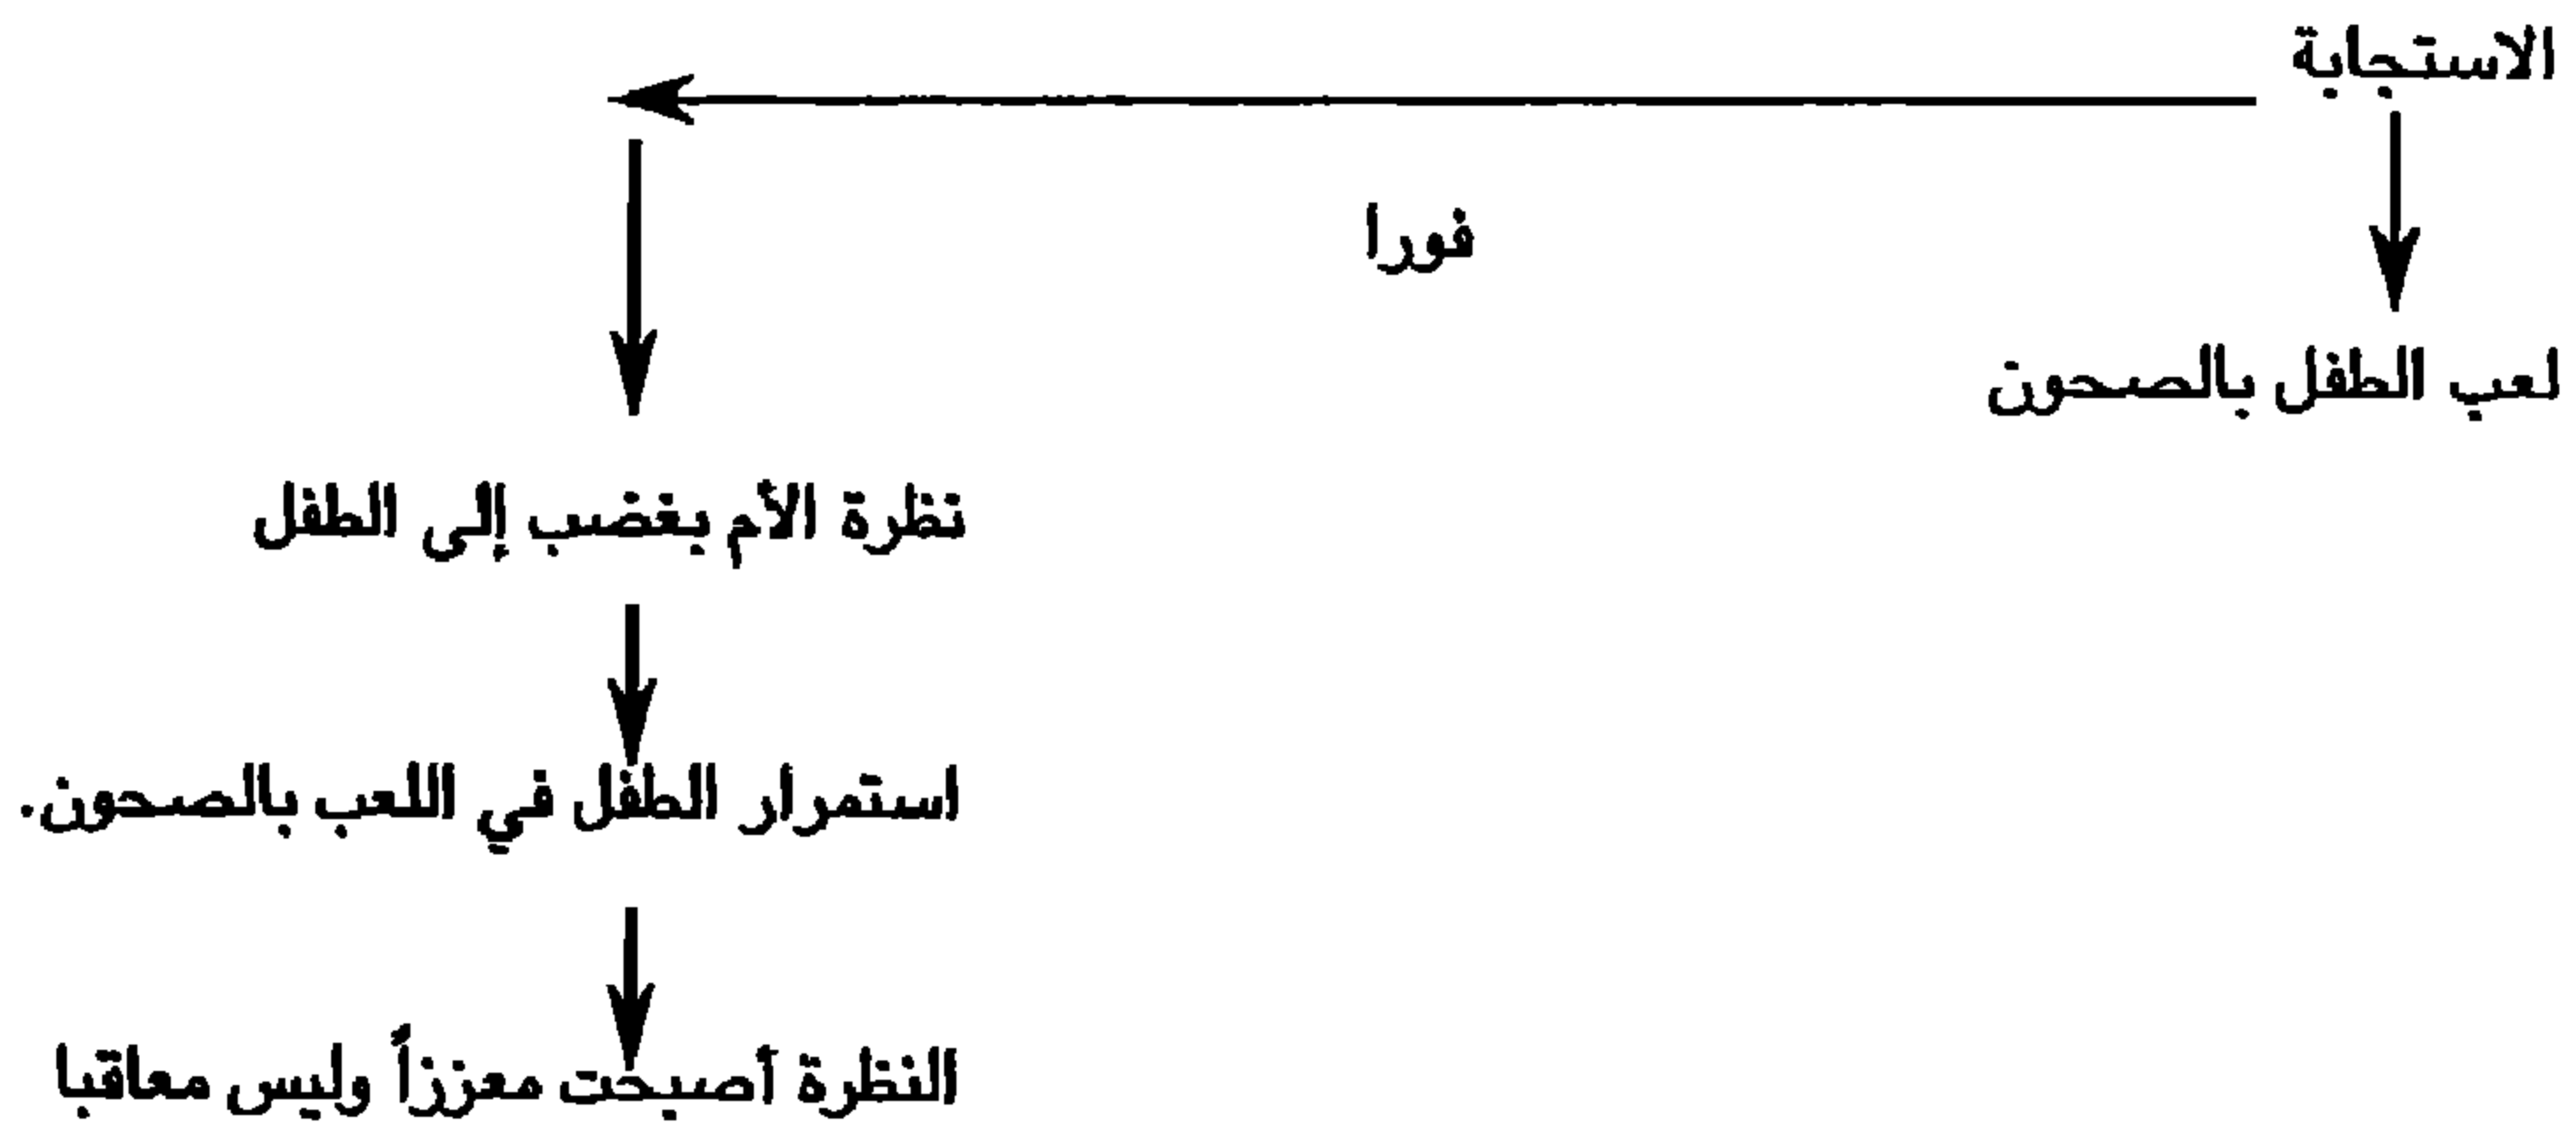 الاستجابة
فورا
لعب الطفل بالصحون
نظرة الأم بغضب إلى الطفل
استمرار الطفل في اللعب بالصحون.
النظرة أصبحت معززاً وليس معاقبا